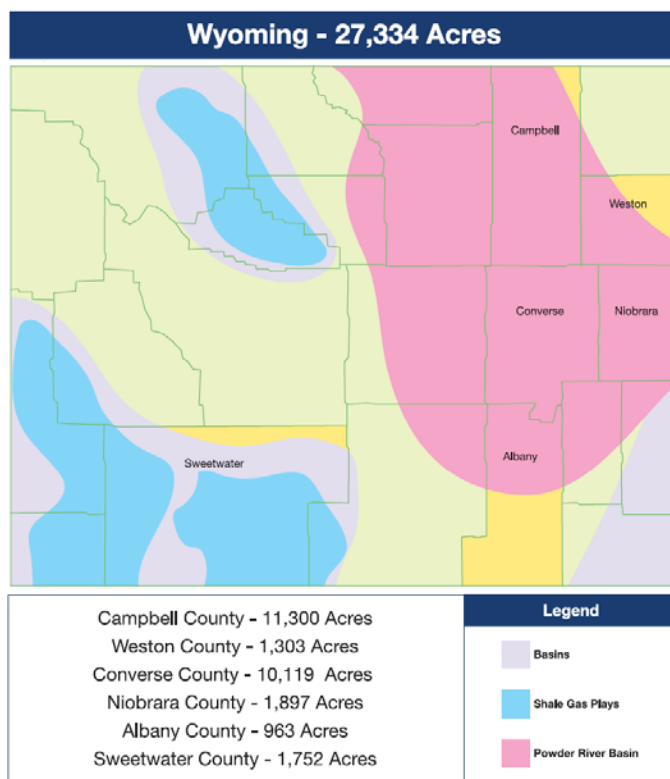 Wyoming - 27,334 Acres
Campbell
Weston
Converse
Niobrara
Albany
Sweetwater
Campbell County - 11,300 Acres
Weston County - 1,303 Acres
Converse County - 10,119 Acres
Niobrara County - 1,897 Acres
Albany County - 963 Acres
Sweetwater County - 1,752 Acres
Legend
Basins
Shale Gas Plays
Powder River Basin